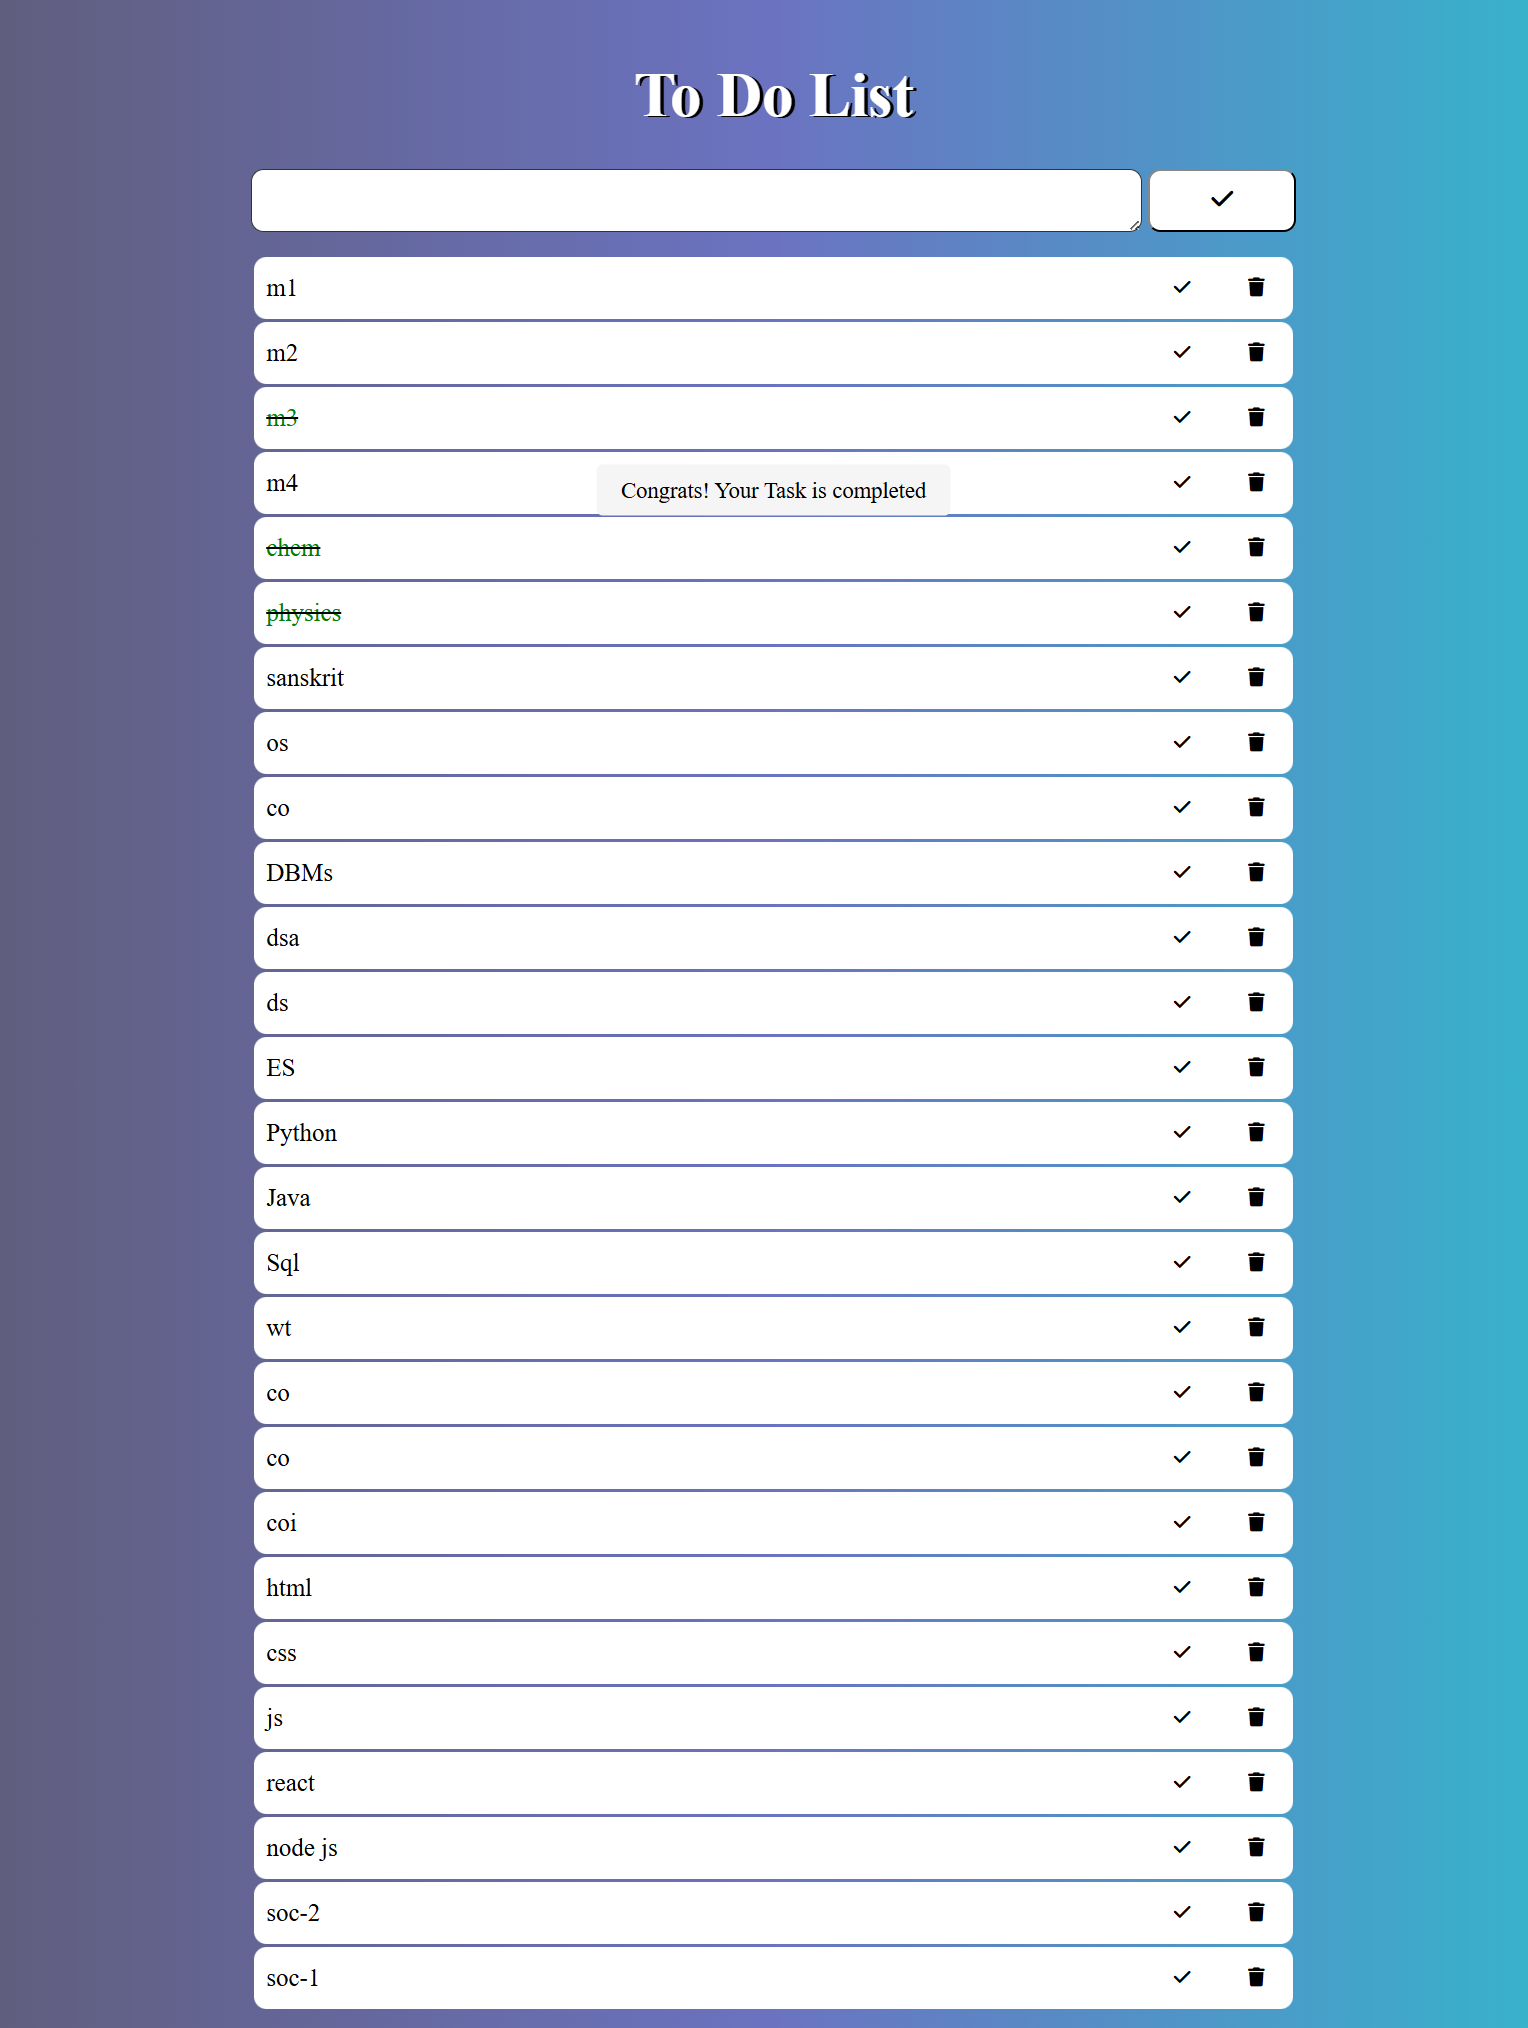 To Do List
m1
m2
m3
m4
Congrats! Your Task is completed
chem
physics
sanskrit
os
co
DBMs
dsa
ds
ES
Python
Java
Sql
wt
co
co
coi
html
css
js
react
node js
soc-2
soc-1